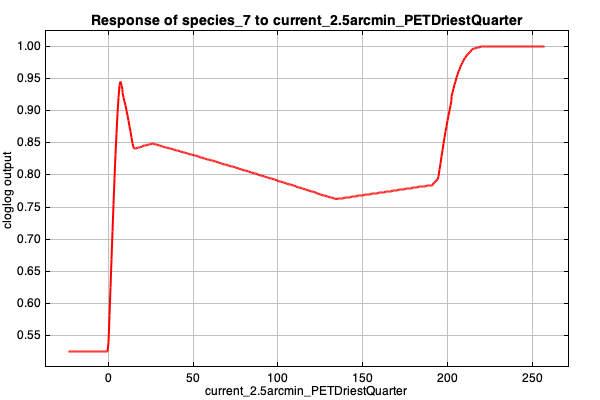 Response of species_7 to current_2.5arcmin_PETDriestQuarter
cloglog output
1.00
0.95
0.90
0.85
0.80
0.75
0.70
0.65
0.60
0.55
0 50 100 150 200 250
current_2.5arcmin_PETDriestQuarter